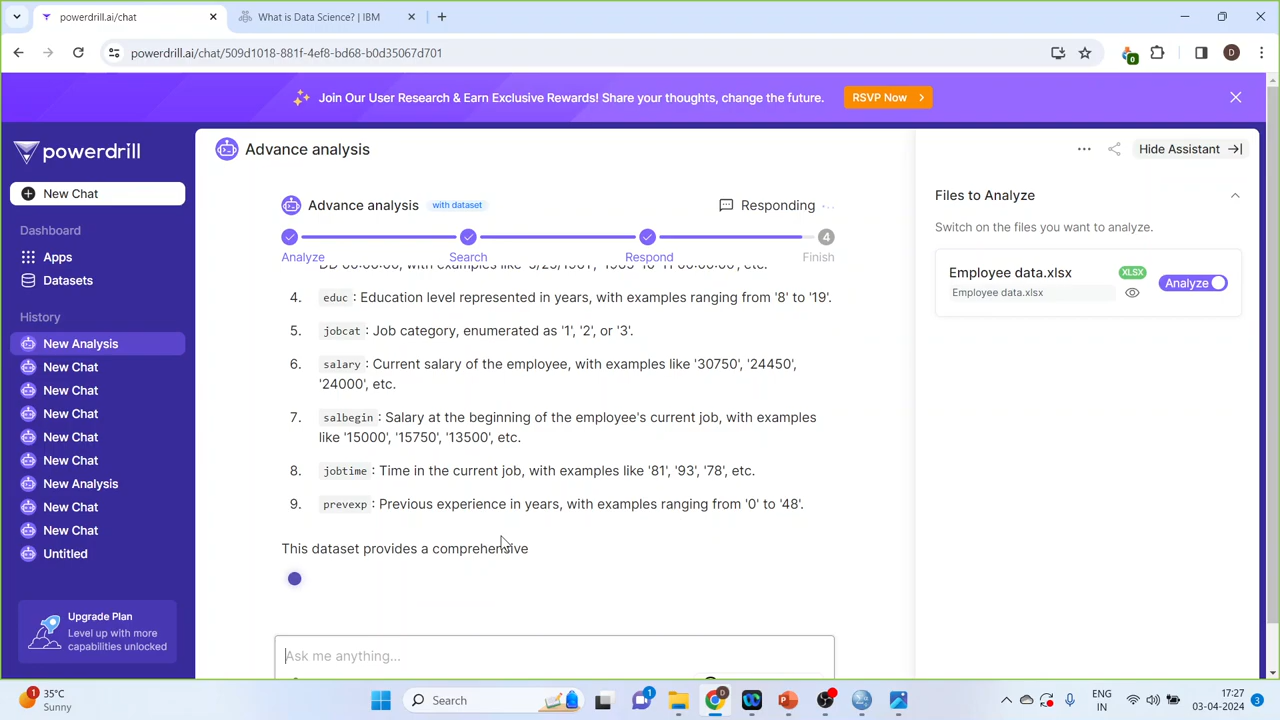 powerdrill.ai/chat
What is Data Science? | IBM
powerdrill.ai/chat/509d1018-881f-4ef8-bd68-b0d35067d701
0
D
Join Our User Research & Earn Exclusive Rewards! Share your thoughts, change the future.
RSVP Now
powerdrill
New Chat
Dashboard
Apps
Datasets
History
New Analysis
New Chat
New Chat
New Chat
New Chat
New Chat
New Analysis
New Chat
New Chat
Untitled
Upgrade Plan
Level up with more
capabilities unlocked
Advance analysis
Hide Assistant
Advance analysis
with dataset
Responding
4
Analyze
Search
Respond
Finish
4. educ : Education level represented in years, with examples ranging from '8' to '19'.
5. jobcat : Job category, enumerated as '1', '2', or '3'.
6. salary : Current salary of the employee, with examples like '30750', '24450',
'24000', etc.
7. salbegin : Salary at the beginning of the employee's current job, with examples
like '15000', '15750', '13500', etc.
8. jobtime : Time in the current job, with examples like '81', '93', '78', etc.
9. prevexp : Previous experience in years, with examples ranging from '0' to '48'.
This dataset provides a comprehensive
Ask me anything...
Files to Analyze
Switch on the files you want to analyze.
Employee data.xlsx
XLSX
Employee data.xlsx
Analyze
1
35°C
Sunny
Search
1
D
ENG
IN
17:27
03-04-2024
3